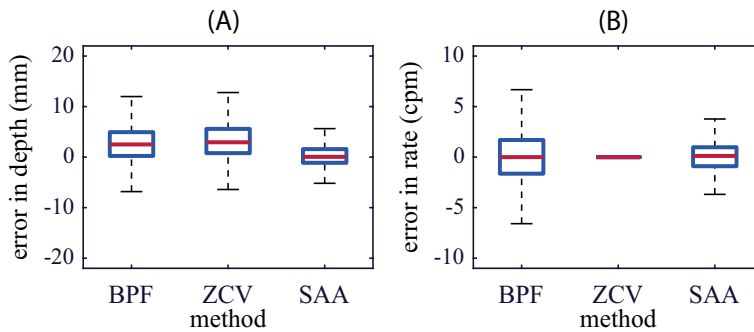 (A)
error in depth (mm)
20
10
0
-10
-20
BPF
ZCV
SAA
method
(B)
error in rate (cpm)
10
5
0
-5
-10
BPF
ZCV
SAA
method